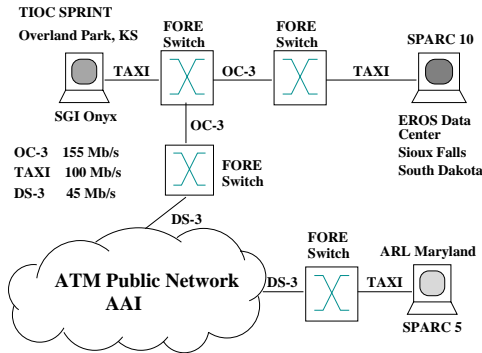 TIOC SPRINT
Overland Park, KS
FORE
Switch
FORE
Switch
SPARC 10
TAXI
OC-3
TAXI
SGI Onyx
OC-3
EROS Data
Center
Sioux Falls
South Dakota
OC-3 155 Mb/s
TAXI 100 Mb/s
DS-3 45 Mb/s
FORE
Switch
DS-3
FORE
Switch
ARL Maryland
ATM Public Network
AAI
DS-3
TAXI
SPARC 5